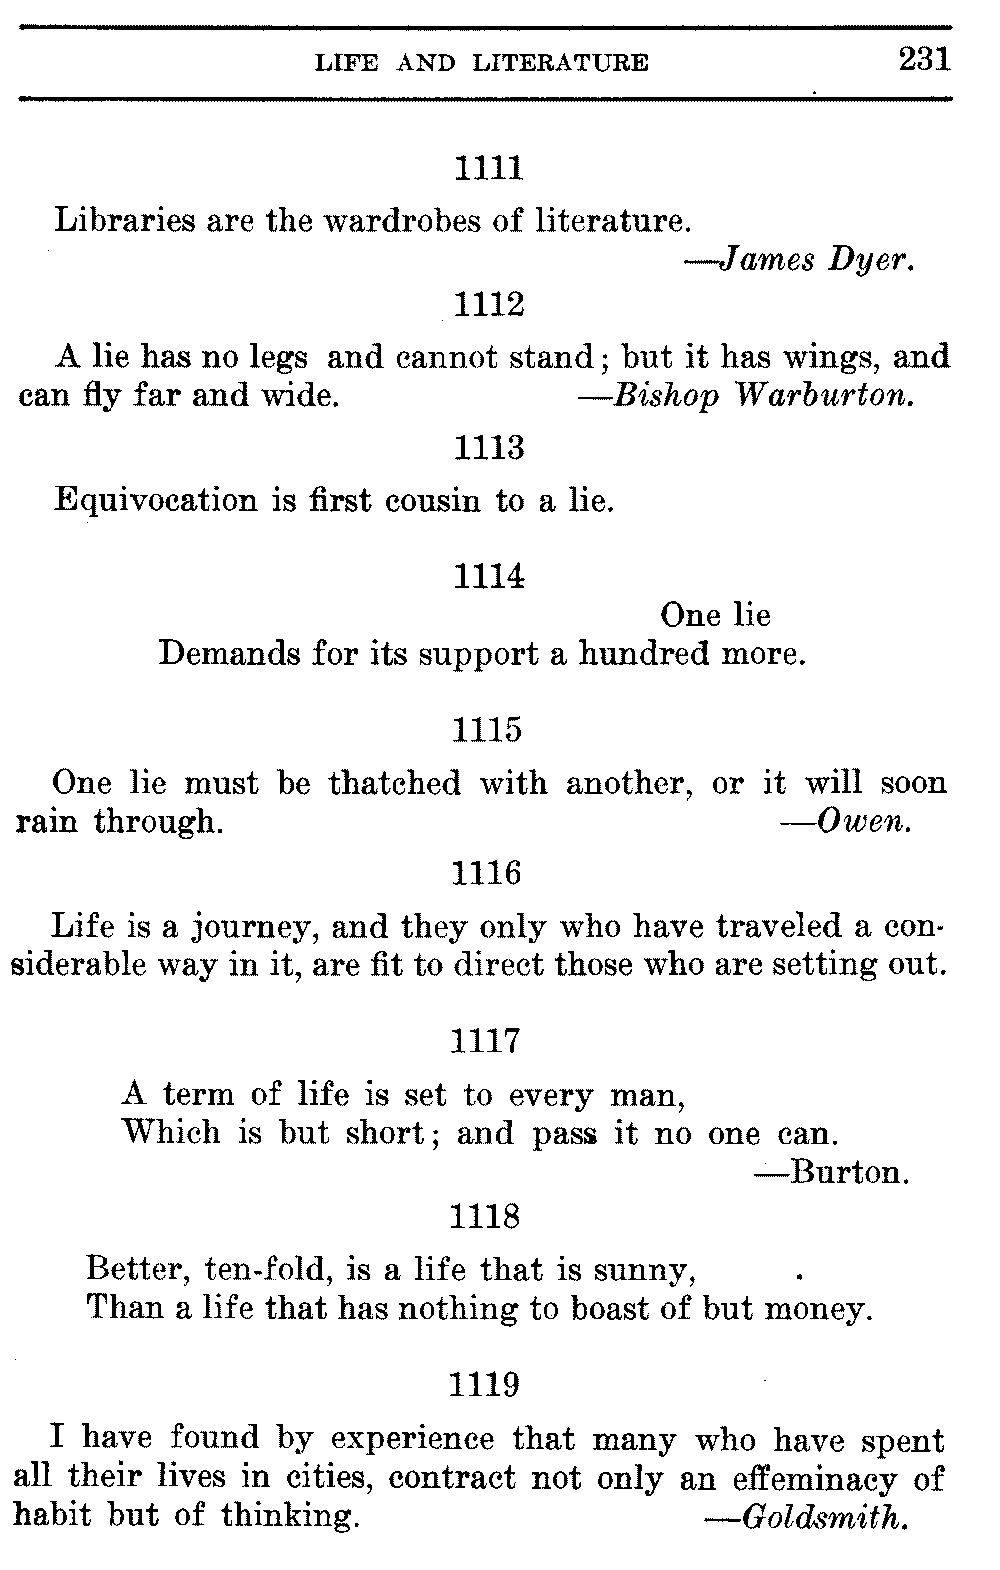 LIFE AND LITERATURE 231
1111
Libraries are the wardrobes of literature.
—James Dyer.
1112
A lie has no legs and cannot stand; but it has wings, and
can fly far and wide. —Bishop Warburton.
1113
Equivocation is first cousin to a lie.
1114
One lie
Demands for its support a hundred more.
1115
One lie must be thatched with another, or it will soon
rain through. —Owen.
1116
Life is a journey, and they only who have traveled a con-
siderable way in it, are fit to direct those who are setting out.
1117
A term of life is set to every man,
Which is but short; and pass it no one can.
—Burton.
1118
Better, ten-fold, is a life that is sunny,
Than a life that has nothing to boast of but money.
1119
I have found by experience that many who have spent
all their lives in cities, contract not only an effeminacy of
habit but of thinking. —Goldsmith.